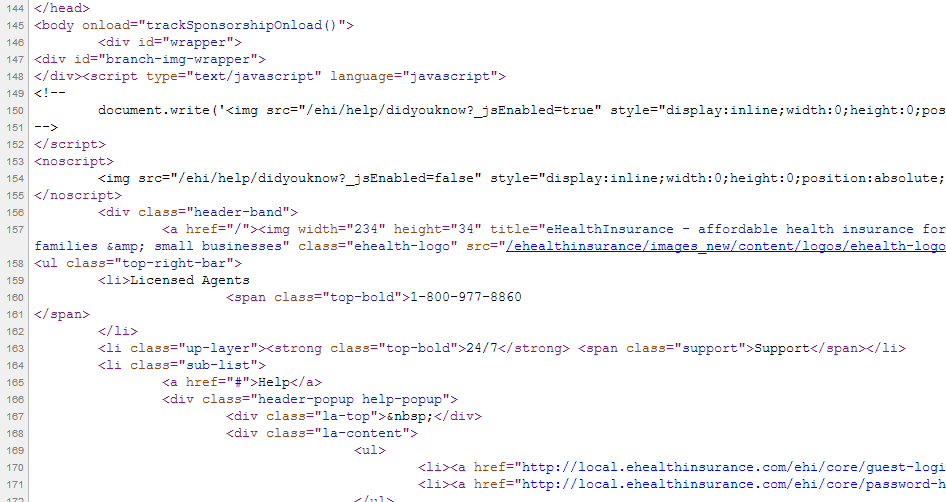 144 </head>
145 <body onload="trackSponsorshipOnload()">
146 <div id="wrapper">
147 <div id="branch-img-wrapper">
148 </div><script type="text/javascript" language="javascript">
149 <!--
150 document.write('<img src="/ehi/help/didyouknow?_jsEnabled=true" style="display:inline;width:0;height:0;pos
151 -->
152 </script>
153 <noscript>
154 <img src="/ehi/help/didyouknow?_jsEnabled=false" style="display:inline;width:0;height:0;position:absolute;
155 </noscript>
156 <div class="header-band">
157 <a href="/"><img width="234" height="34" title="eHealthInsurance - affordable health insurance for
families &amp; small businesses" class="ehealth-logo" src="/ehealthinsurance/images_new/content/logos/ehealth-logo
158 <ul class="top-right-bar">
159 <li>Licensed Agents
160 <span class="top-bold">1-800-977-8860
161 </span>
162 </li>
163 <li class="up-layer"><strong class="top-bold">24/7</strong> <span class="support">Support</span></li>
164 <li class="sub-list">
165 <a href="#">Help</a>
166 <div class="header-popup help-popup">
167 <div class="la-top">&nbsp;</div>
168 <div class="la-content">
169 <ul>
170 <li><a href="http://local.ehealthinsurance.com/ehi/core/guest-logi
171 <li><a href="http://local.ehealthinsurance.com/ehi/core/password-h
172 </ul>